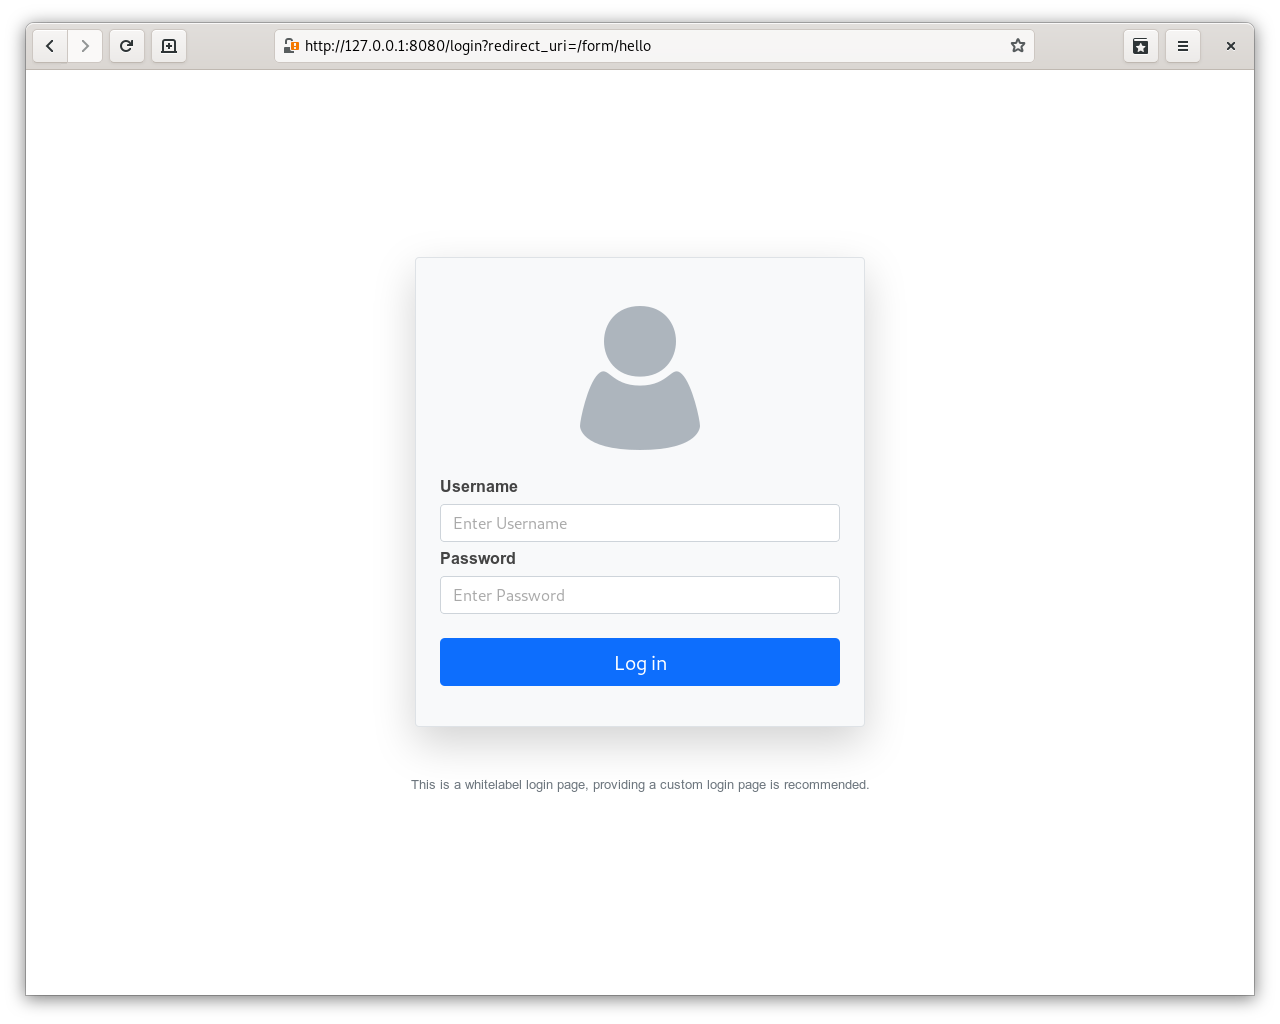 http://127.0.0.1:8080/login?redirect_uri=/form/hello
Username
Enter Username
Password
Enter Password
Log in
This is a whitelabel login page, providing a custom login page is recommended.